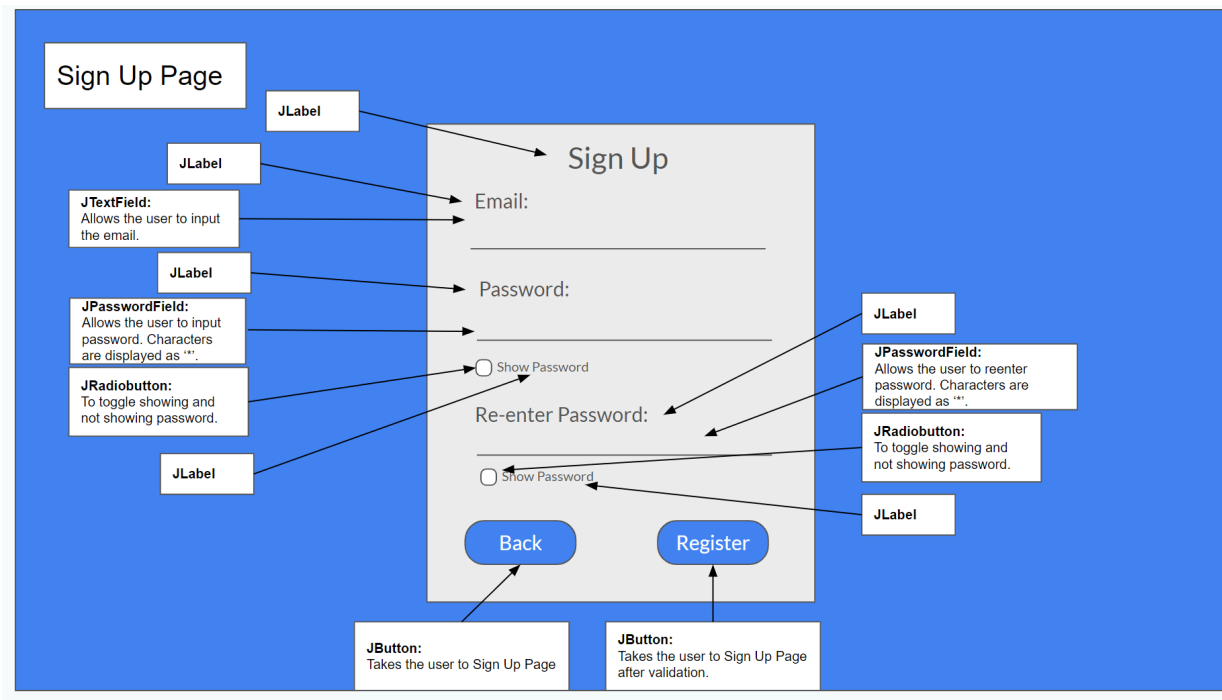 Sign Up Page
JLabel
Sign Up
JLabel
Email:
JTextField:
Allows the user to input
the email.
JLabel
Password:
JPasswordField:
Allows the user to input
password. Characters
are displayed as ‘*’.
JLabel
JPasswordField:
Allows the user to reenter
password. Characters are
displayed as ‘*’.
Show Password
JRadiobutton:
To toggle showing and
not showing password.
Re-enter Password:
JRadiobutton:
To toggle showing and
not showing password.
JLabel
Show Password
JLabel
Back
Register
JButton:
Takes the user to Sign Up Page
JButton:
Takes the user to Sign Up Page
after validation.